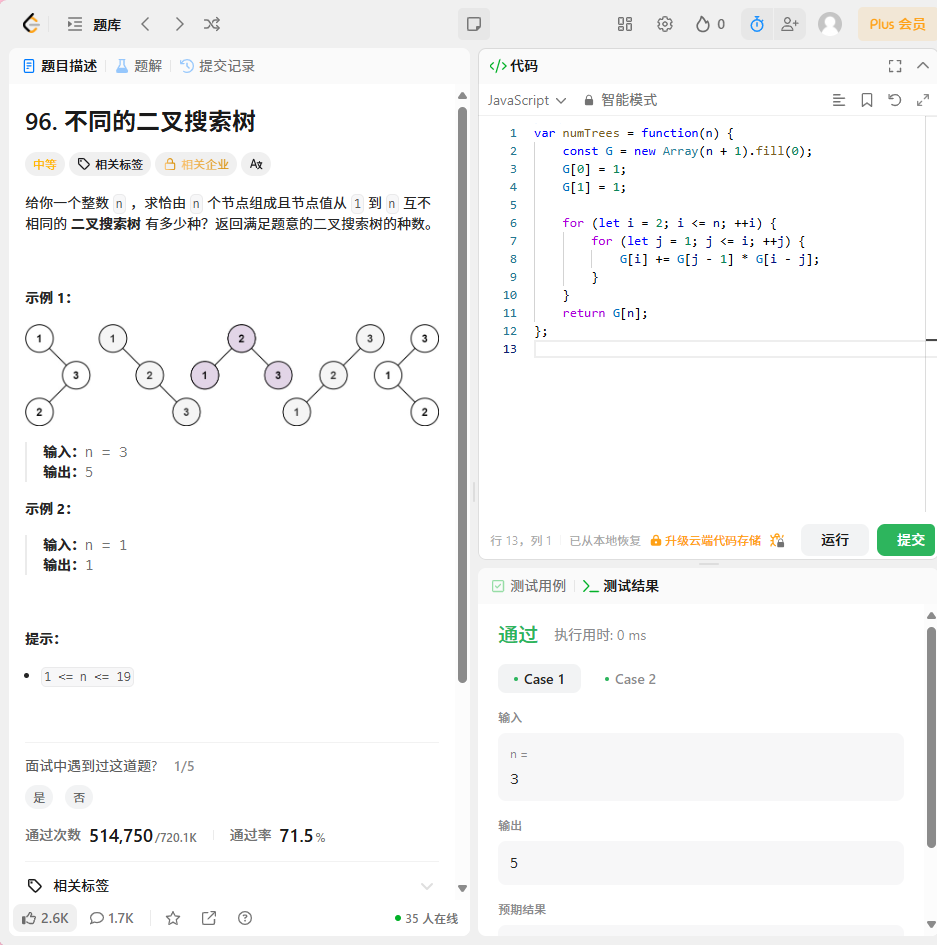 题库
0
Plus 会员
题目描述
题解
提交记录
96. 不同的二叉搜索树
中等
相关标签
相关企业
Ax
给你一个整数 n ，求恰由 n 个节点组成且节点值从 1 到 n 互不
相同的 二叉搜索树 有多少种？返回满足题意的二叉搜索树的种数。
示例 1：
1 1 2 3 3
3 2 1 3 2 1
2 3 1 2
输入：n = 3
输出：5
示例 2：
输入：n = 1
输出：1
提示：
1 <= n <= 19
面试中遇到过这道题? 1/5
是 否
通过次数 514,750/720.1K 通过率 71.5%
相关标签
2.6K 1.7K 35 人在线
</> 代码
JavaScript 智能模式
1 var numTrees = function(n) {
2 const G = new Array(n + 1).fill(0);
3 G[0] = 1;
4 G[1] = 1;
5
6 for (let i = 2; i <= n; ++i) {
7 for (let j = 1; j <= i; ++j) {
8 G[i] += G[j - 1] * G[i - j];
9 }
10 }
11 return G[n];
12 };
13
行 13，列 1 已从本地恢复 升级云端代码存储 运行 提交
测试用例 测试结果
通过 执行用时: 0 ms
Case 1 Case 2
输入
n =
3
输出
5
预期结果